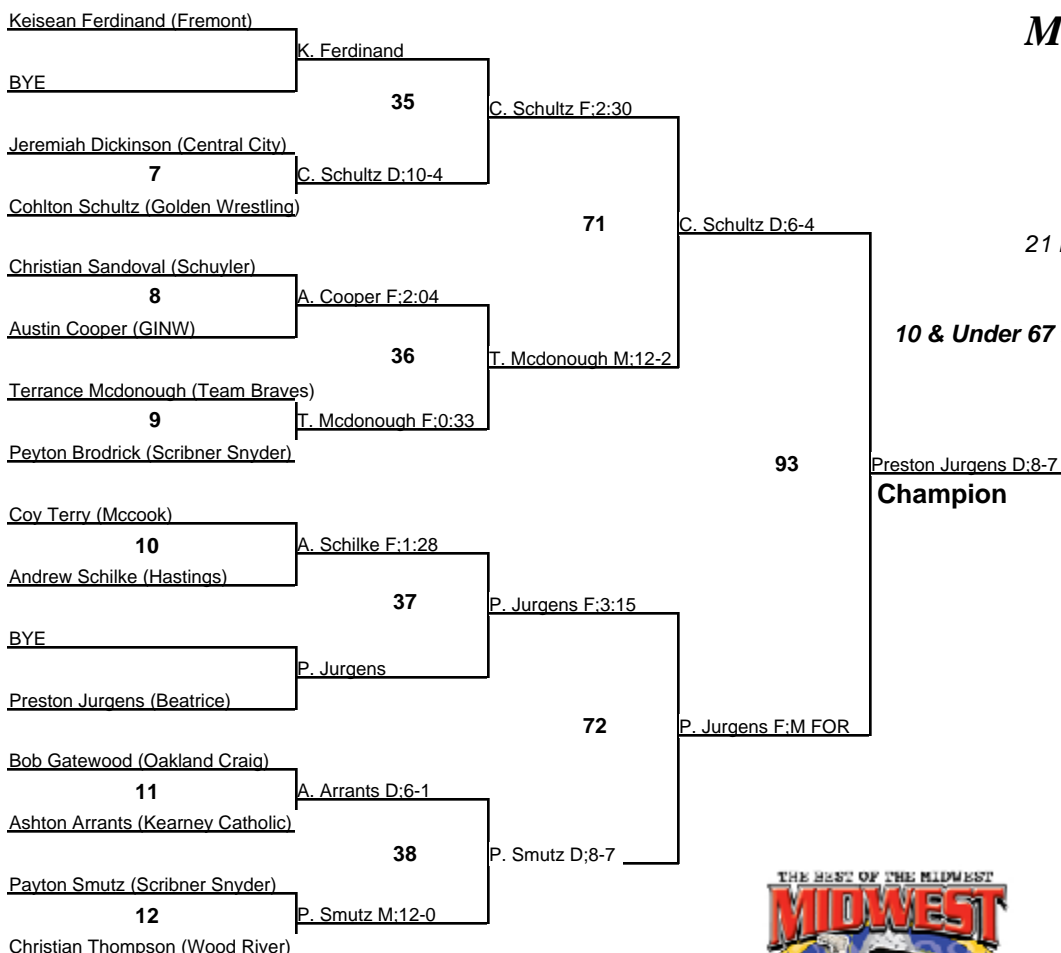 Keisean Ferdinand (Fremont)
M
K. Ferdinand
BYE
35
C. Schultz F;2:30
Jeremiah Dickinson (Central City)
7
C. Schultz D;10-4
Cohlton Schultz (Golden Wrestling)
71
C. Schultz D;6-4
21
Christian Sandoval (Schuyler)
8
A. Cooper F;2:04
Austin Cooper (GINW)
36
T. Mcdonough M;12-2
10 & Under 67
Terrance Mcdonough (Team Braves)
9
T. Mcdonough F;0:33
Peyton Brodrick (Scribner Snyder)
93
Preston Jurgens D;8-7
Champion
Coy Terry (Mccook)
10
A. Schilke F;1:28
Andrew Schilke (Hastings)
37
P. Jurgens F;3:15
BYE
P. Jurgens
Preston Jurgens (Beatrice)
72
P. Jurgens F;M FOR
Bob Gatewood (Oakland Craig)
11
A. Arrants D;6-1
Ashton Arrants (Kearney Catholic)
38
P. Smutz D;8-7
Payton Smutz (Scribner Snyder)
12
P. Smutz M;12-0
Christian Thompson (Wood River)
THE BEST OF THE MIDWEST
MIDWEST